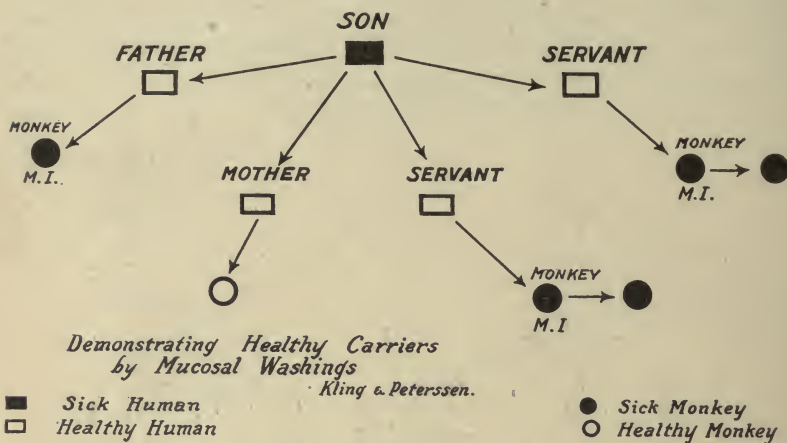 SON
FATHER
SERVANT
MONKEY
M.I.
MONKEY
M.I.
MOTHER
SERVANT
MONKEY
M.I
Demonstrating Healthy Carriers
by Mucosal Washings
Kling & Peterssen.
Sick Human
Healthy Human
Sick Monkey
Healthy Monkey